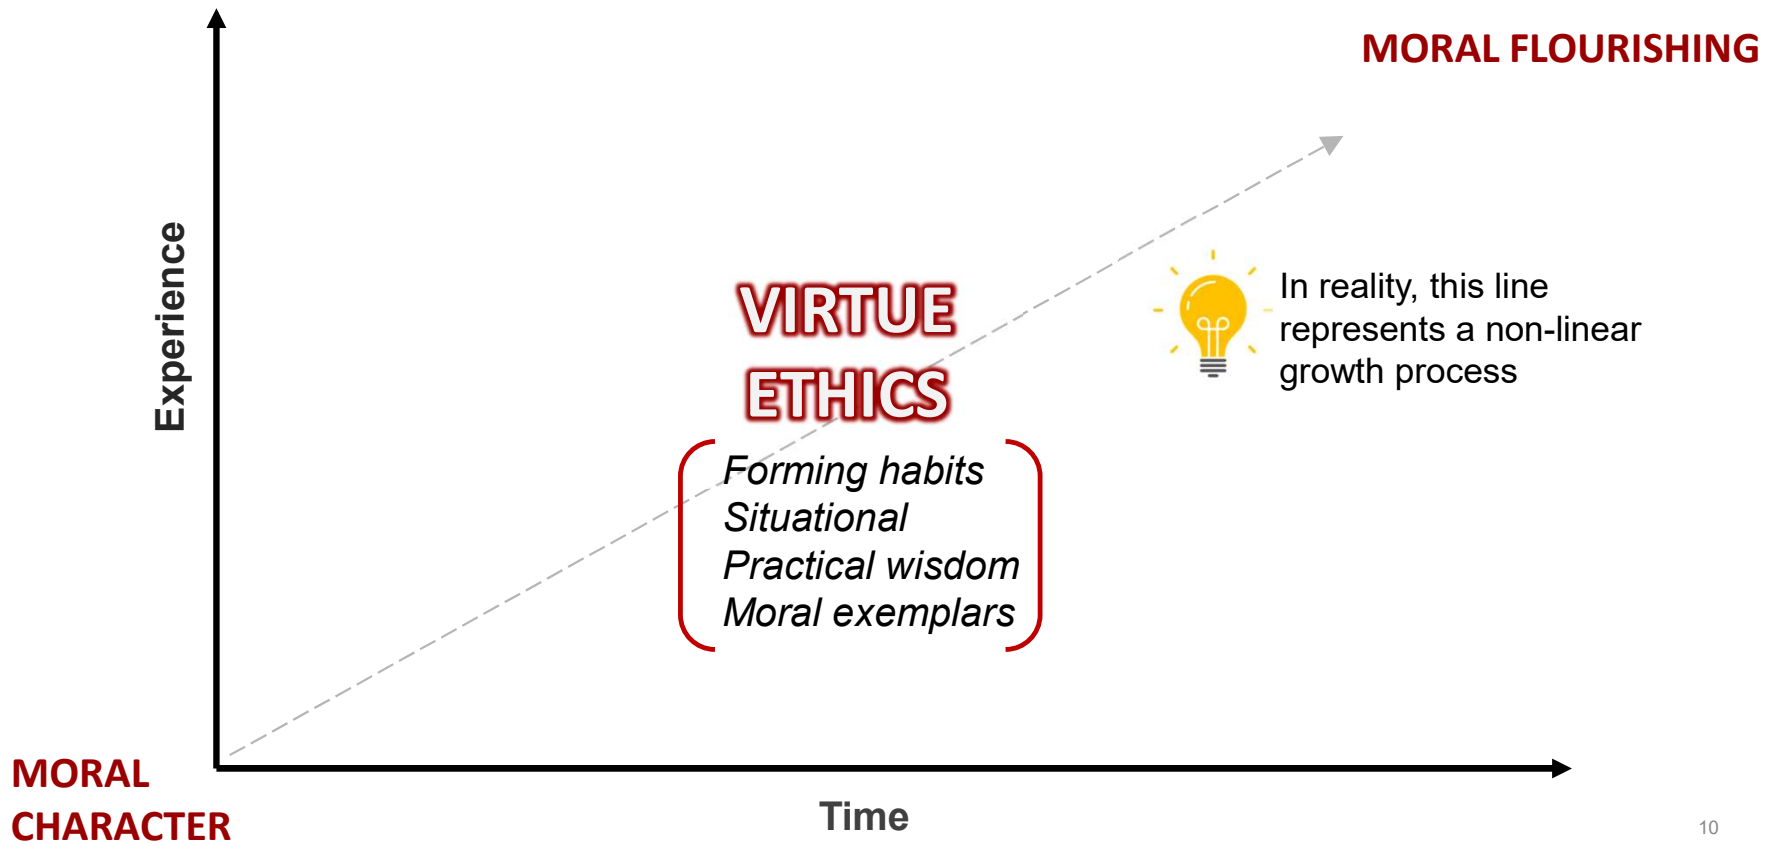 MORAL FLOURISHING
Experience
VIRTUE
ETHICS
Forming habits
Situational
Practical wisdom
Moral exemplars
In reality, this line
represents a non-linear
growth process
MORAL
CHARACTER
Time
10